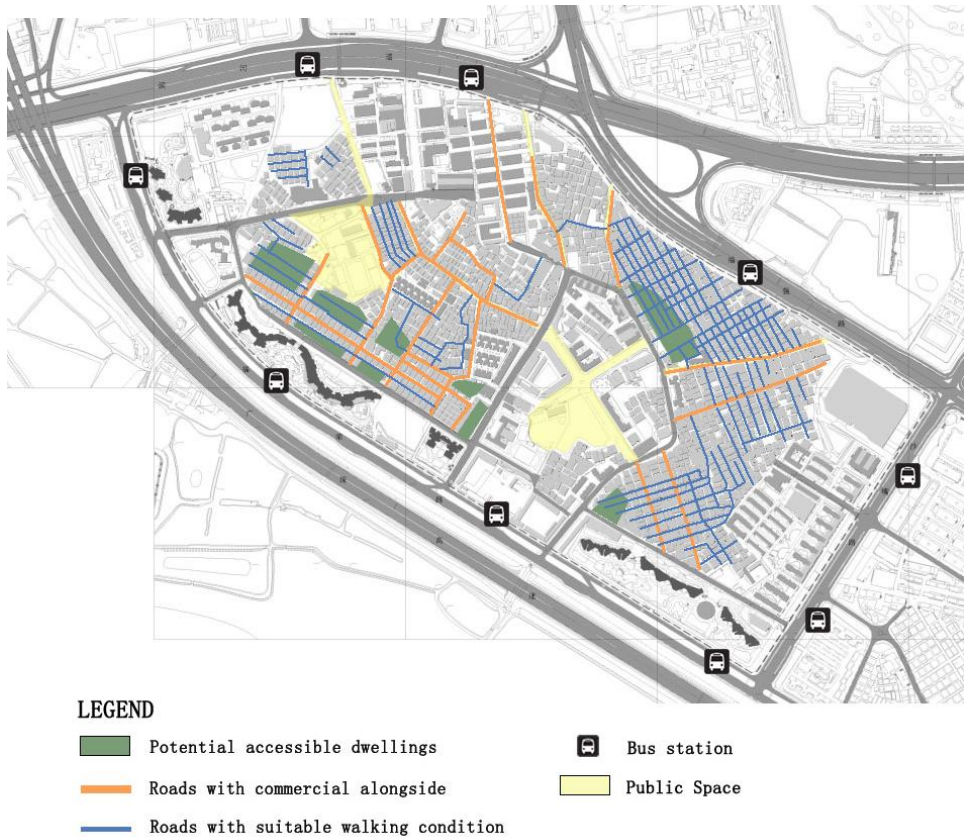 LEGEND
Potential accessible dwellings
Bus station
Roads with commercial alongside
Public Space
Roads with suitable walking condition